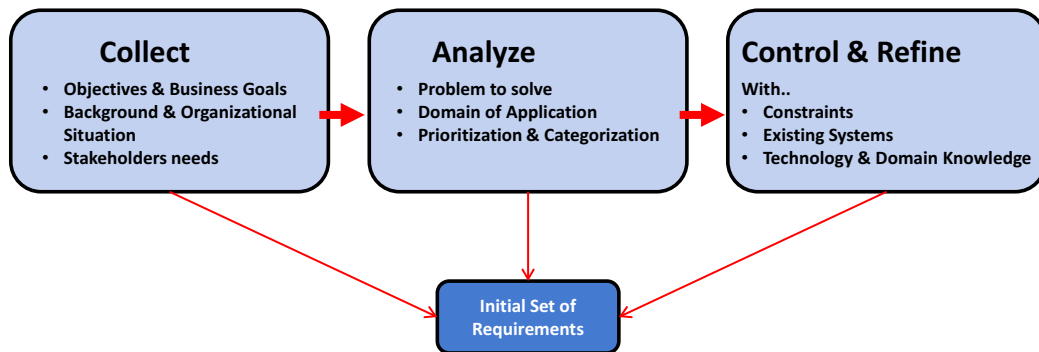 Collect
• Objectives & Business Goals
• Background & Organizational
Situation
• Stakeholders needs
Analyze
• Problem to solve
• Domain of Application
• Prioritization & Categorization
Control & Refine
With..
• Constraints
• Existing Systems
• Technology & Domain Knowledge
Initial Set of
Requirements